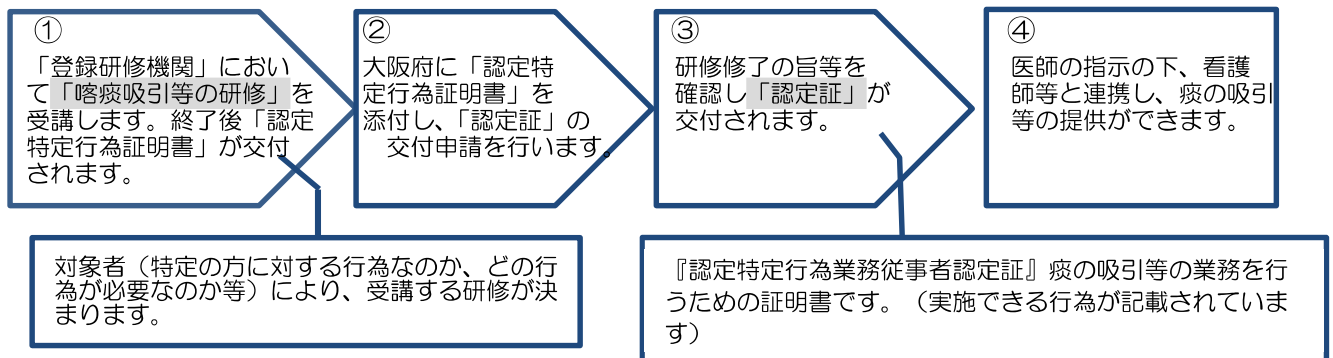 ①
「登録研修機関」におい
て「喀痰吸引等の研修」を
受講します。終了後「認定
特定行為証明書」が交付
されます。
②
大阪府に「認定特
定行為証明書」を
添付し、「認定証」の
交付申請を行います。
③
研修修了の旨等を
確認し「認定証」が
交付されます。
④
医師の指示の下、看護
師等と連携し、痰の吸引
等の提供ができます。
対象者（特定の方に対する行為なのか、どの行
為が必要なのか等）により、受講する研修が決
まります。
『認定特定行為業務従事者認定証』痰の吸引等の業務を行
うための証明書です。（実施できる行為が記載されていま
す）